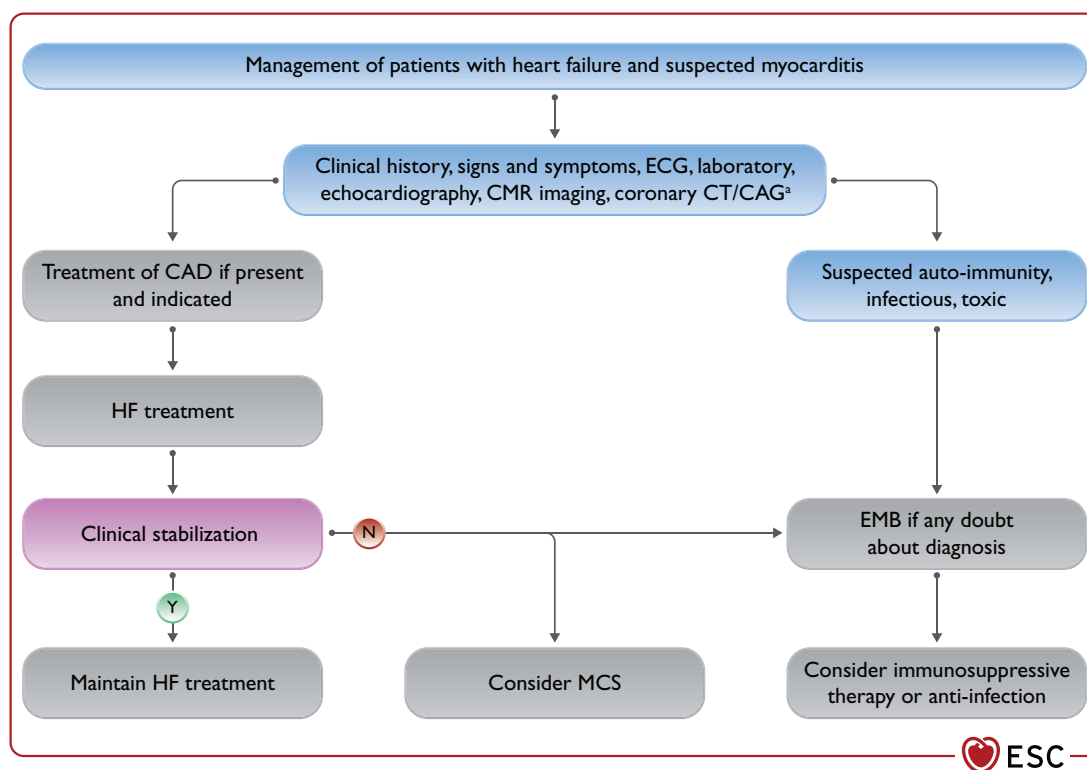 Management of patients with heart failure and suspected myocarditis
Clinical history, signs and symptoms, ECG, laboratory,
echocardiography, CMR imaging, coronary CT/CAGᵃ
Treatment of CAD if present
and indicated
Suspected auto-immunity,
infectious, toxic
HF treatment
Clinical stabilization
N
EMB if any doubt
about diagnosis
Y
Maintain HF treatment
Consider MCS
Consider immunosuppressive
therapy or anti-infection
ESC